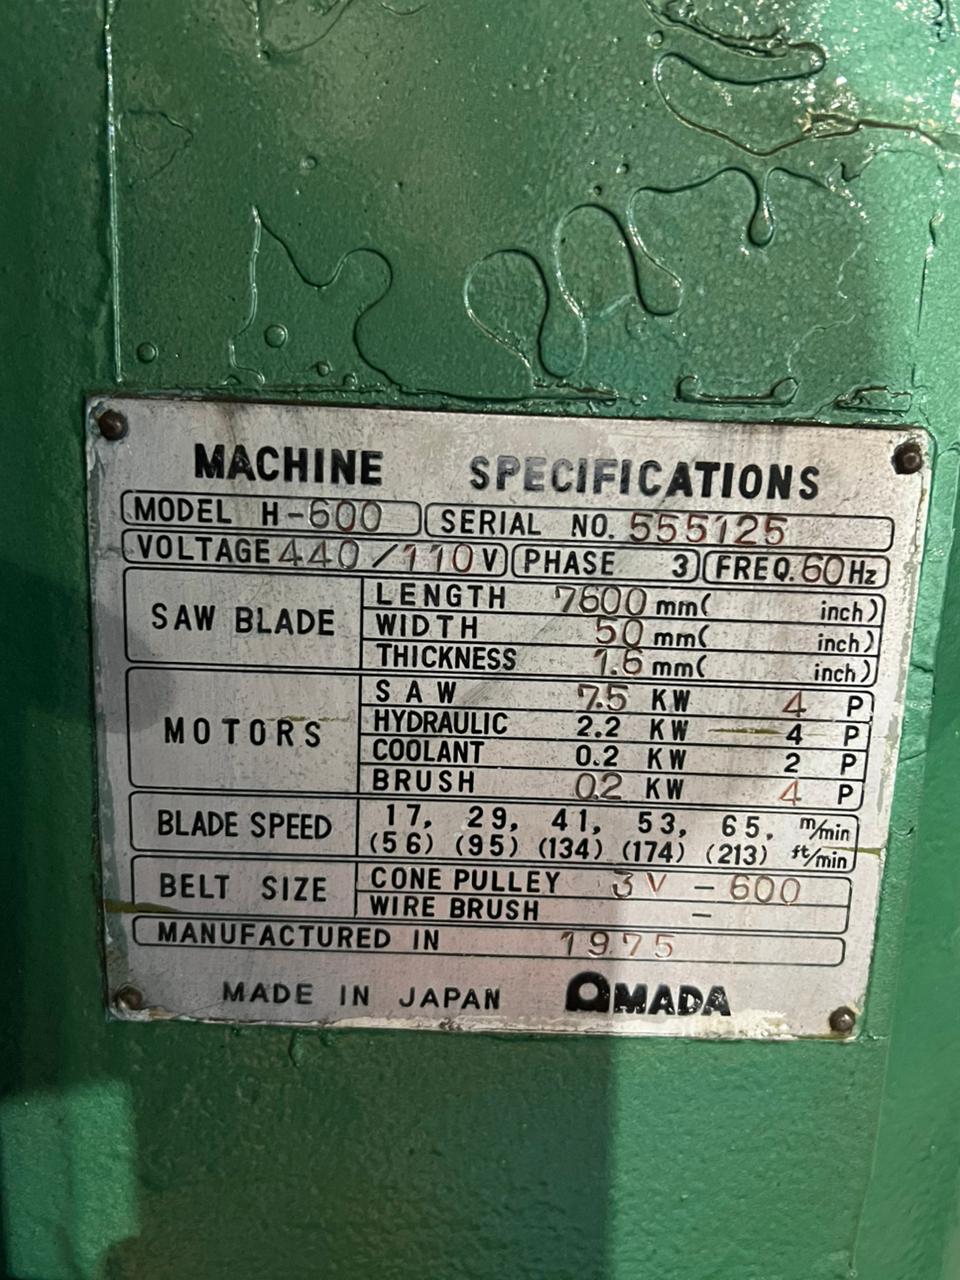 MACHINE SPECIFICATIONS
MODEL H-600 SERIAL NO. 555125
VOLTAGE 440/110 V PHASE 3 FREQ. 60 Hz
SAW BLADE
LENGTH 7600 mm( inch)
WIDTH 50 mm( inch)
THICKNESS 1.6 mm( inch)
MOTORS
SAW 7.5 KW 4 P
HYDRAULIC 2.2 KW 4 P
COOLANT 0.2 KW 2 P
BRUSH 0.2 KW 4 P
BLADE SPEED
17, 29, 41, 53, 65, m/min
(56) (95) (134) (174) (213) ft/min
BELT SIZE
CONE PULLEY 3V - 600
WIRE BRUSH -
MANUFACTURED IN 1975
MADE IN JAPAN AMADA